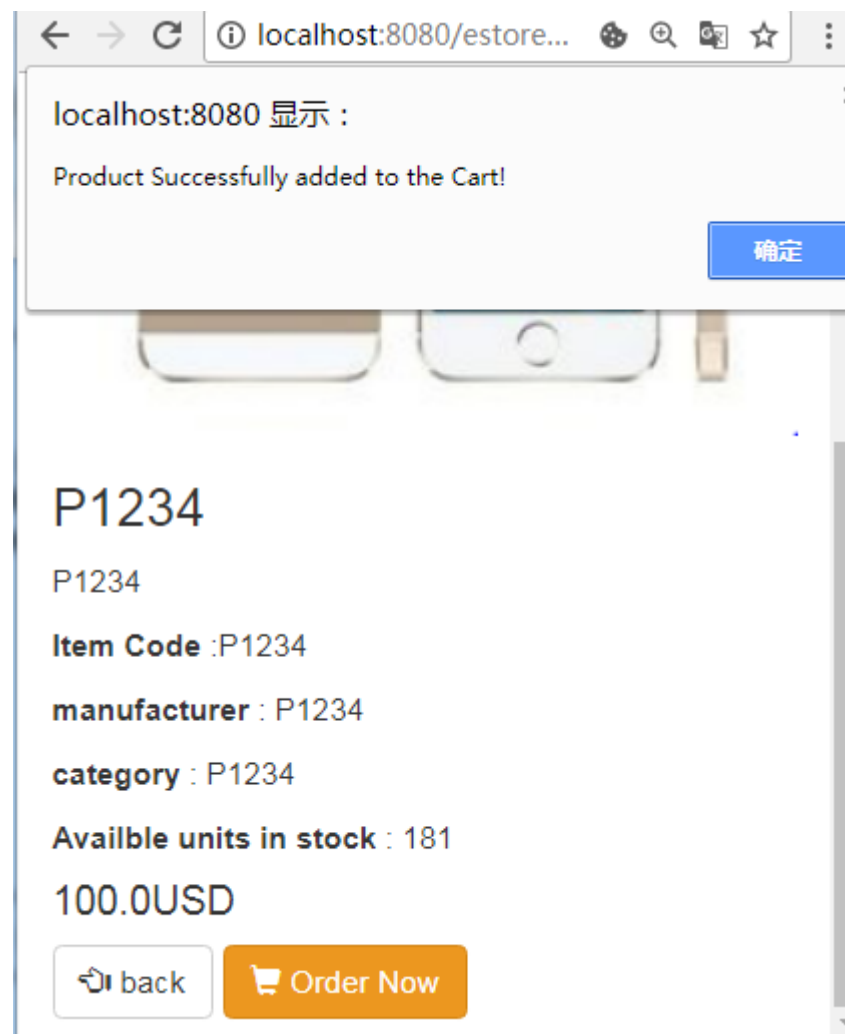 localhost:8080/estore...
localhost:8080 显示：
Product Successfully added to the Cart!
确定
P1234
P1234
Item Code :P1234
manufacturer : P1234
category : P1234
Availble units in stock : 181
100.0USD
back
Order Now